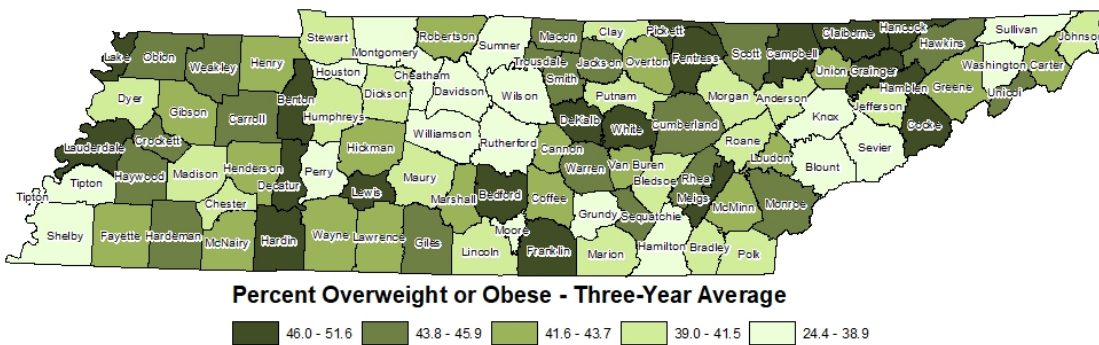 Stewart Montgomery Robertson Sumner Macon Clay Pickett Claiborne Hancock Hawkins Sullivan Johnson
Lake Obion Weakley Henry Houston Cheatham Davidson Trousdale Smith Jackson Overton Fentress Scott Campbell Union Grainger Hamblen Greene Washington Unicoi Carter
Dyer Gibson Carroll Benton Humphreys Dickson Wilson Putnam Morgan Anderson Knox Jefferson Cocke
Lauderdale Crockett Haywood Madison Henderson Decatur Perry Hickman Williamson Rutherford Cannon DeKalb White Cumberland Roane Loudon Blount Sevier
Tipton Tipton Chester Lewis Maury Marshall Bedford Coffee Warren Van Buren Bledsoe Rhea Meigs McMinn Monroe
Shelby Fayette Hardeman McNairy Hardin Wayne Lawrence Giles Lincoln Moore Franklin Grundy Sequatchie Marion Hamilton Bradley Polk
Percent Overweight or Obese - Three-Year Average
46.0 - 51.6 43.8 - 45.9 41.6 - 43.7 39.0 - 41.5 24.4 - 38.9